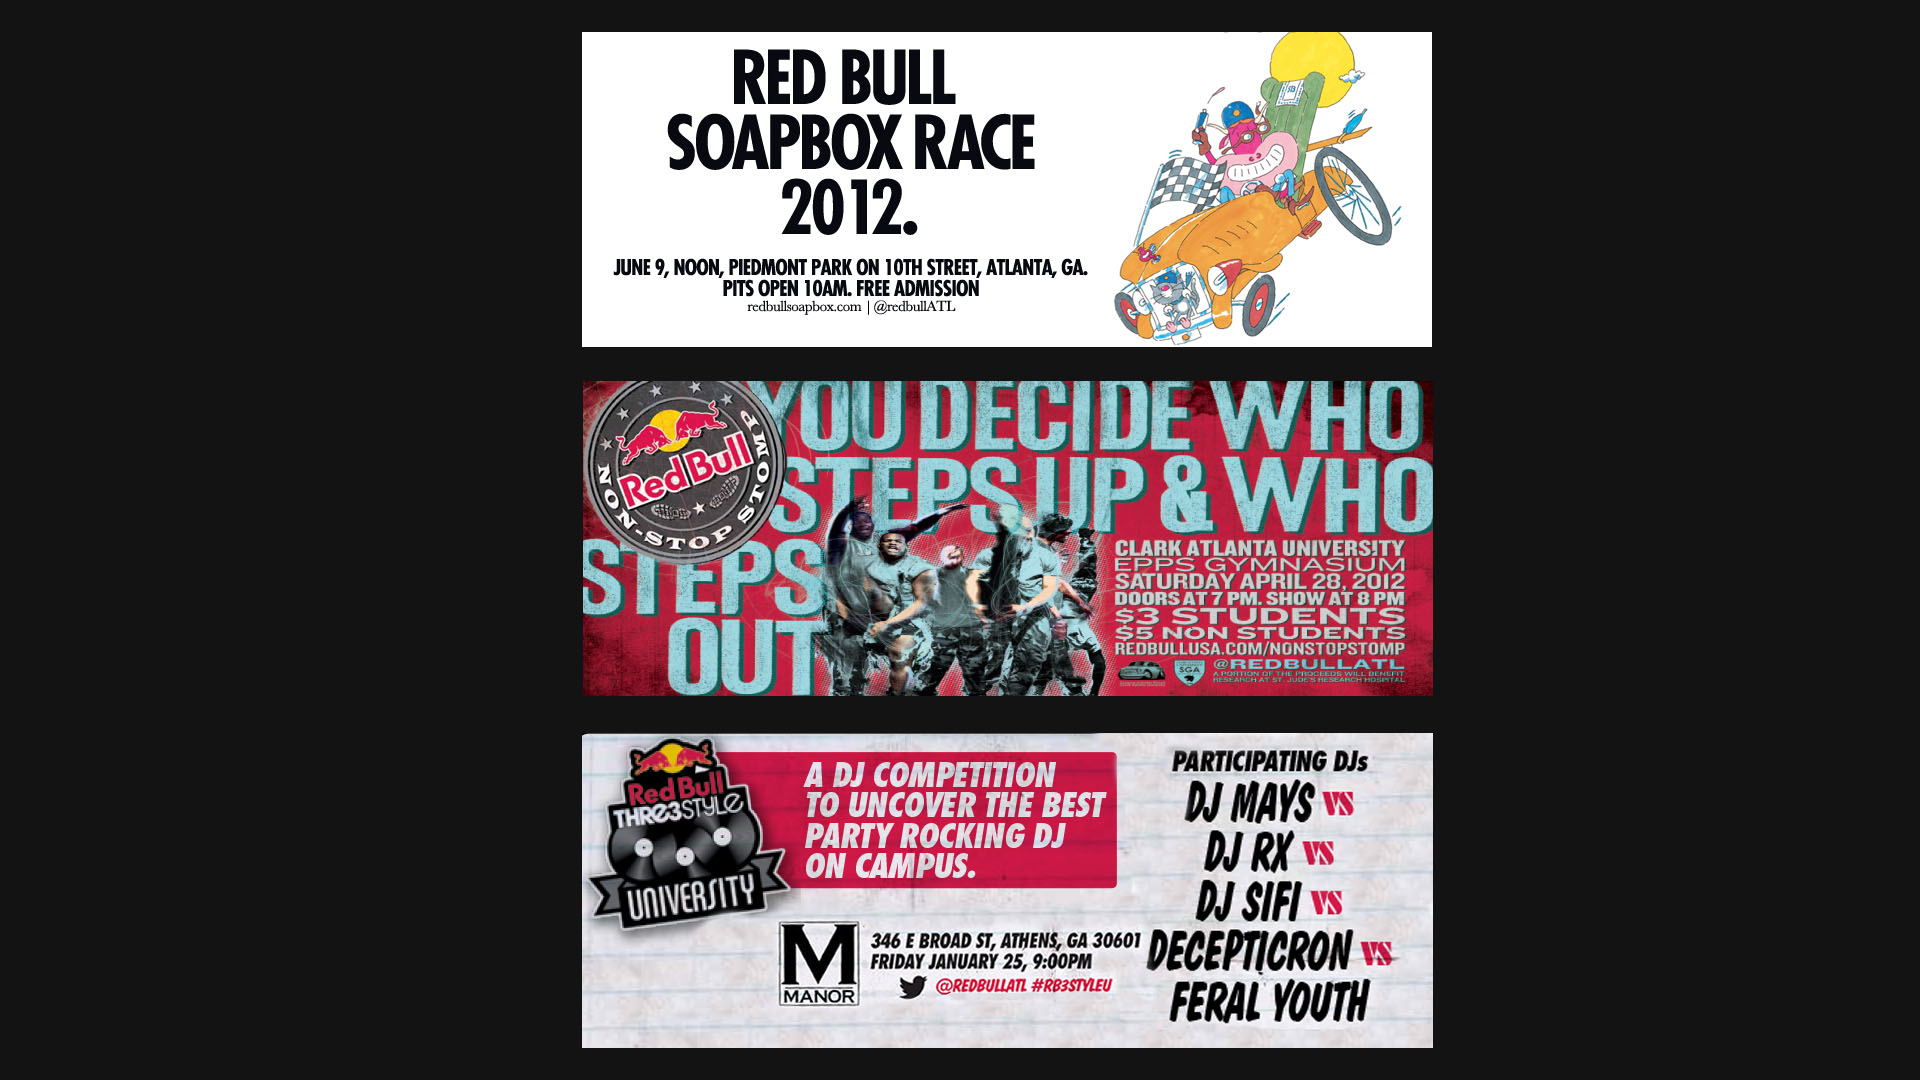 RED BULL
SOAPBOX RACE
2012.
JUNE 9, NOON, PIEDMONT PARK ON 10TH STREET, ATLANTA, GA.
PITS OPEN 10AM. FREE ADMISSION
redbullsoapbox.com | @redbullATL
YOU DECIDE WHO
STEPS UP & WHO
STEPS
OUT
Red Bull
NON-STOP STOMP
CLARK ATLANTA UNIVERSITY
EPPS GYMNASIUM
SATURDAY APRIL 28, 2012
DOORS AT 7 PM. SHOW AT 8 PM
$3 STUDENTS
$5 NON STUDENTS
REDBULLUSA.COM/NONSTOPSTOMP
SGA
@REDBULLATL
A PORTION OF THE PROCEEDS WILL BENEFIT
RESEARCH AT ST. JUDE'S RESEARCH HOSPITAL
Red Bull
THRe3STYLe
UNIVERSITY
A DJ COMPETITION
TO UNCOVER THE BEST
PARTY ROCKING DJ
ON CAMPUS.
M
MANOR
346 E BROAD ST, ATHENS, GA 30601
FRIDAY JANUARY 25, 9:00PM
@REDBULLATL #RB3STYLEU
PARTICIPATING DJs
DJ MAYS VS
DJ RX VS
DJ SIFI VS
DECEPTICRON VS
FERAL YOUTH